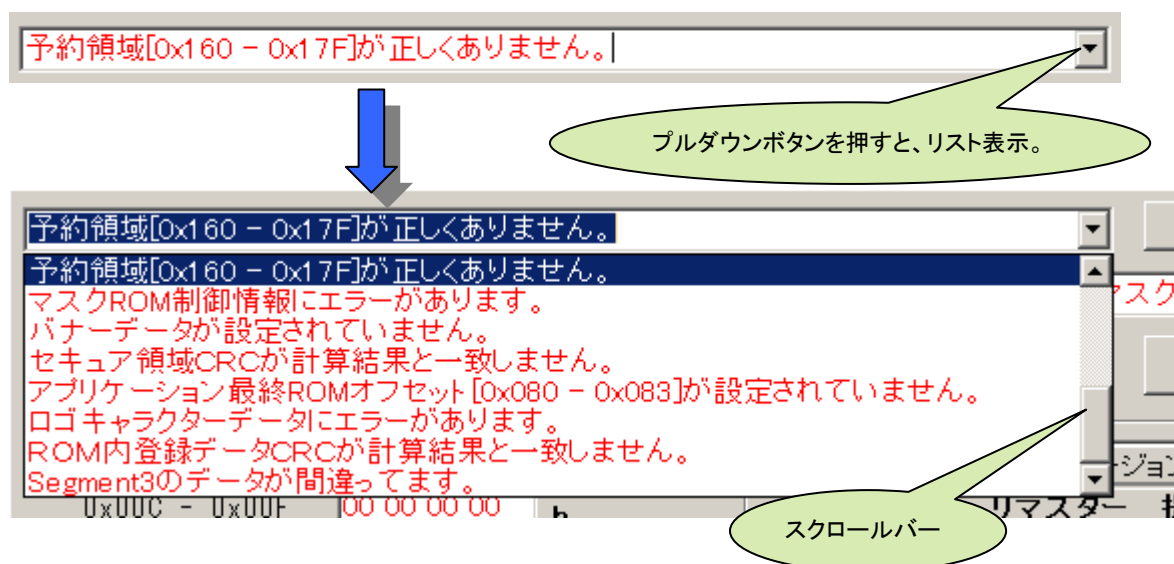 予約領域[0x160 - 0x17F]が正しくありません。
プルダウンボタンを押すと、リスト表示。
予約領域[0x160 - 0x17F]が正しくありません。
予約領域[0x160 - 0x17F]が正しくありません。
マスクROM制御情報にエラーがあります。
マスク
バナーデータが設定されていません。
セキュア領域CRCが計算結果と一致しません。
アプリケーション最終ROMオフセット[0x080 - 0x083]が設定されていません。
ロゴキャラクターデータにエラーがあります。
ROM内登録データCRCが計算結果と一致しません。
ージョン
Segment3のデータが間違ってます。
0x00C - 0x00F 00 00 00 00 h リマスター
スクロールバー